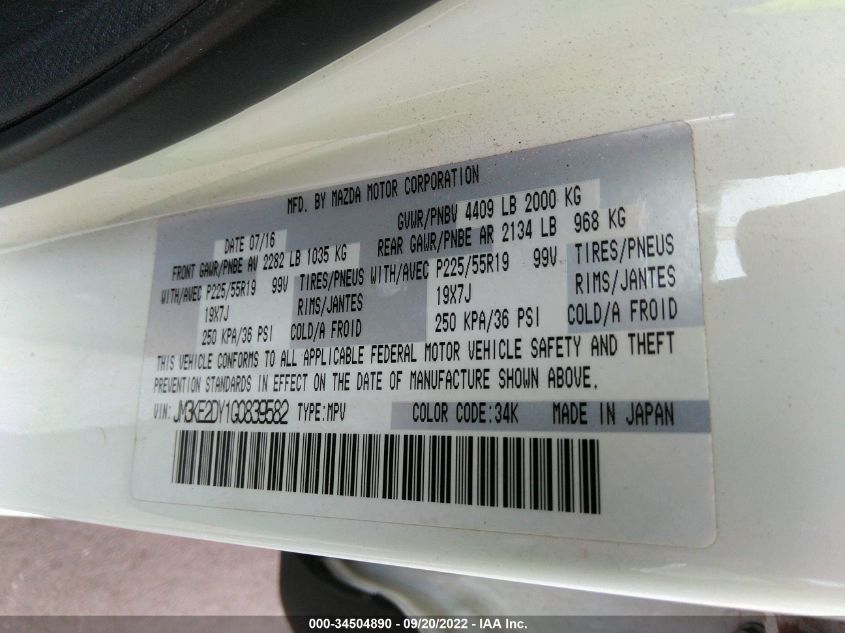 MFD. BY MAZDA MOTOR CORPORATION
DATE 07/16 GVWR/PNBV 4409 LB 2000 KG
FRONT GAWR/PNBE AV 2282 LB 1035 KG REAR GAWR/PNBE AR 2134 LB 968 KG
WITH/AVEC P225/55R19 99V TIRES/PNEUS WITH/AVEC P225/55R19 99V TIRES/PNEUS
19X7J RIMS/JANTES 19X7J RIMS/JANTES
250 KPA/36 PSI COLD/A FROID 250 KPA/36 PSI COLD/A FROID
THIS VEHICLE CONFORMS TO ALL APPLICABLE FEDERAL MOTOR VEHICLE SAFETY AND THEFT
PREVENTION STANDARDS IN EFFECT ON THE DATE OF MANUFACTURE SHOWN ABOVE.
VIN: JM3KE2DY1G0839582 TYPE:MPV COLOR CODE:34K MADE IN JAPAN
000-34504890 - 09/20/2022 - IAAI Inc.